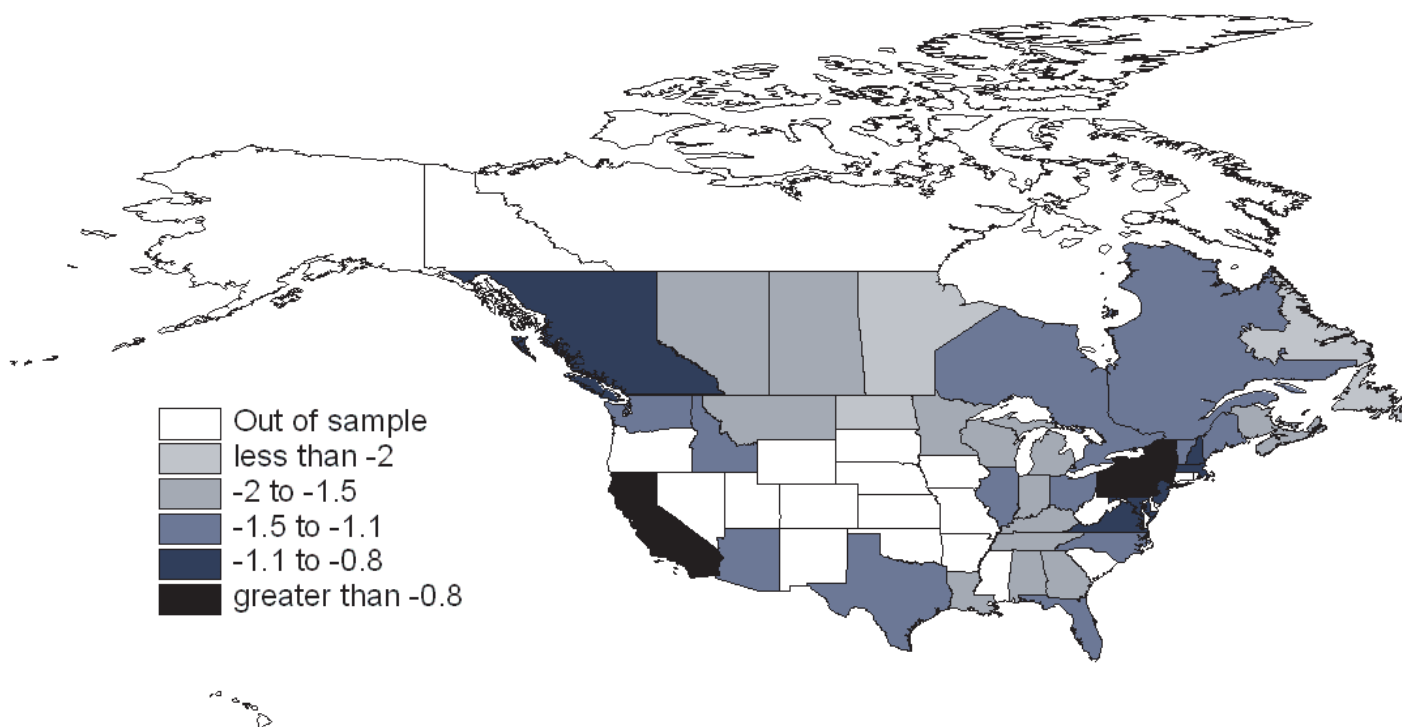 Out of sample
less than -2
-2 to -1.5
-1.5 to -1.1
-1.1 to -0.8
greater than -0.8